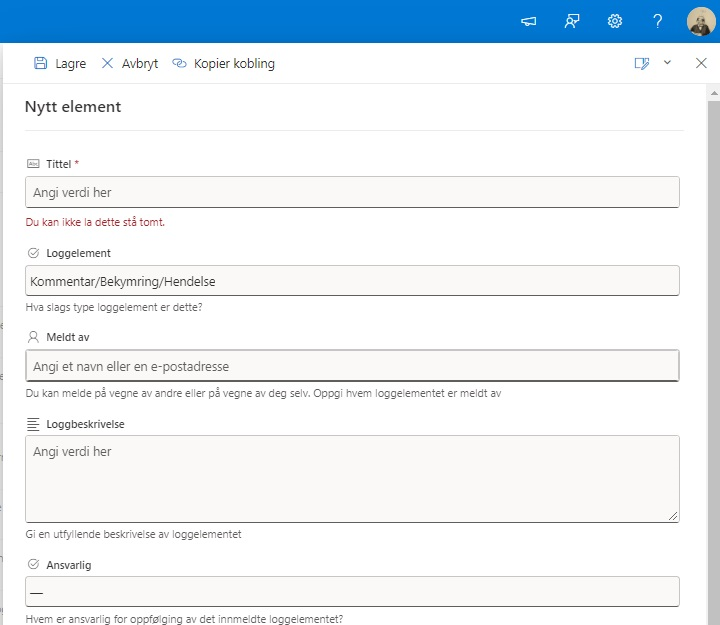 Lagre Avbryt Kopier kobling
Nytt element
Abc Tittel *
Angi verdi her
Du kan ikke la dette stå tomt.
Loggelement
Kommentar/Bekymring/Hendelse
Hva slags type loggelement er dette?
Meldt av
Angi et navn eller en e-postadresse
Du kan melde på vegne av andre eller på vegne av deg selv. Oppgi hvem loggelementet er meldt av
Loggbeskrivelse
Angi verdi her
Gi en utfyllende beskrivelse av loggelementet
Ansvarlig
—
Hvem er ansvarlig for oppfølging av det innmeldte loggelementet?